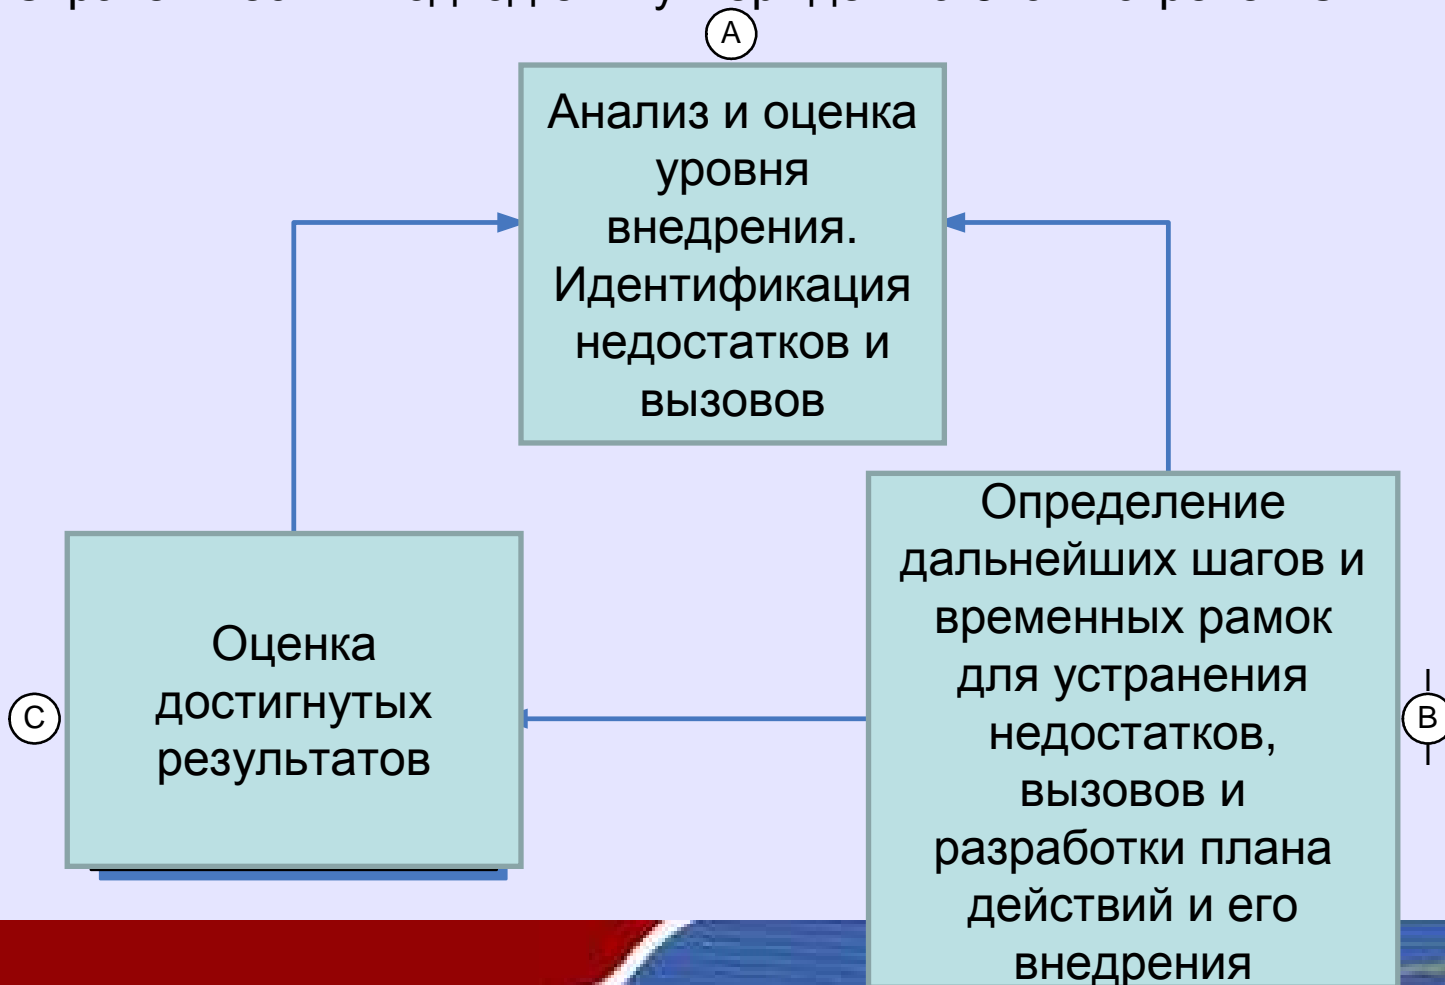 A
Анализ и оценка
уровня
внедрения.
Идентификация
недостатков и
вызовов
Определение
дальнейших шагов и
временных рамок
для устранения
недостатков,
вызовов и
разработки плана
действий и его
внедрения
B
Оценка
достигнутых
результатов
C